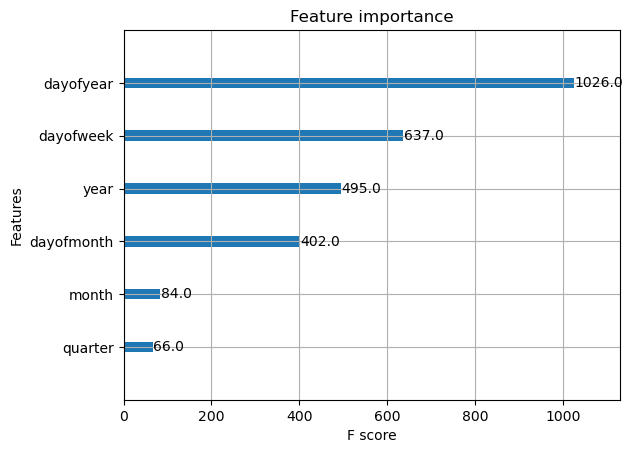 Feature importance
Features
dayofyear 1026.0
dayofweek 637.0
year 495.0
dayofmonth 402.0
month 84.0
quarter 66.0
0 200 400 600 800 1000
F score